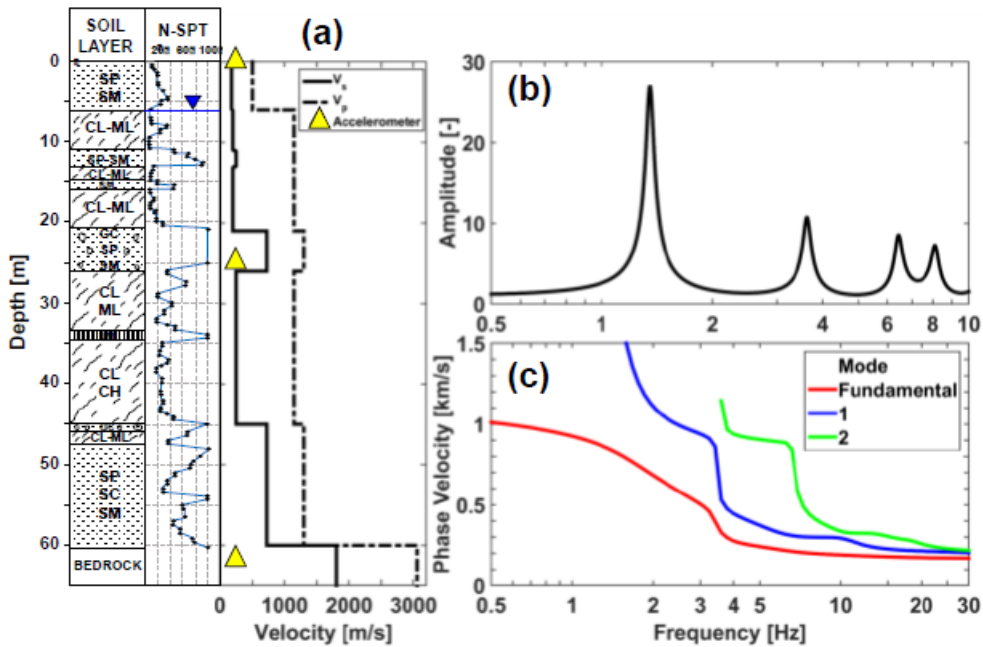 SOIL
LAYER
N-SPT
20 60 100
(a)
0
10
20
30
40
50
60
Depth [m]
SP
SM
CL-ML
SP-SM
CL-ML
SM
CL-ML
GC
SP
SM
CL
ML
CL
CH
CL-ML
SP
SC
SM
BEDROCK
Vs
Vp
Accelerometer
0 1000 2000 3000
Velocity [m/s]
(b)
Amplitude [-]
30
20
10
0
0.5 1 2 4 6 8 10
(c)
Phase Velocity [km/s]
1.5
1
0.5
0
Mode
Fundamental
1
2
0.5 1 2 3 4 5 10 20 30
Frequency [Hz]